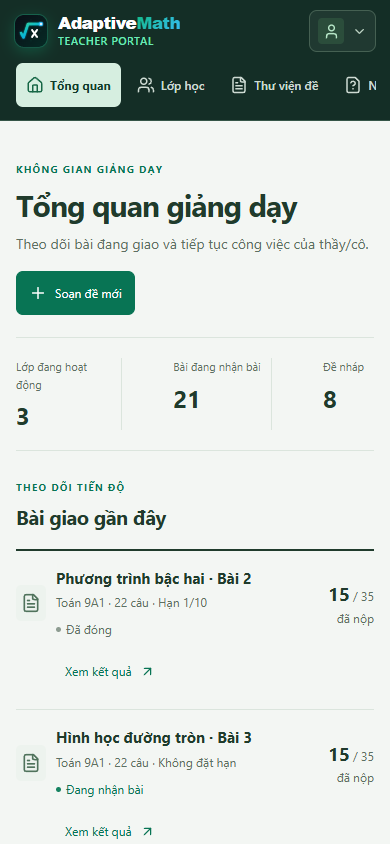 AdaptiveMath
TEACHER PORTAL
Tổng quan
Lớp học
Thư viện đề
N
KHÔNG GIAN GIẢNG DẠY
Tổng quan giảng dạy
Theo dõi bài đang giao và tiếp tục công việc của thầy/cô.
Soạn đề mới
Lớp đang hoạt
động
3
Bài đang nhận bài
21
Đề nháp
8
THEO DÕI TIẾN ĐỘ
Bài giao gần đây
Phương trình bậc hai · Bài 2
Toán 9A1 · 22 câu · Hạn 1/10
Đã đóng
15 / 35
đã nộp
Xem kết quả
Hình học đường tròn · Bài 3
Toán 9A1 · 22 câu · Không đặt hạn
Đang nhận bài
15 / 35
đã nộp
Xem kết quả